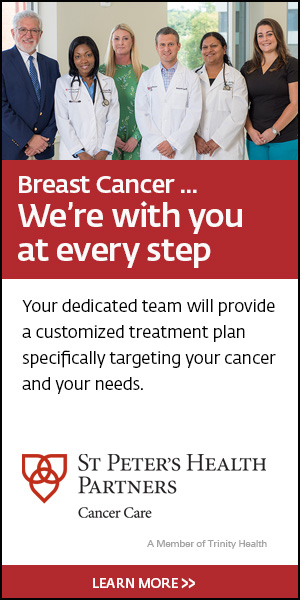 Breast Cancer ...
We're with you
at every step
Your dedicated team will provide
a customized treatment plan
specifically targeting your cancer
and your needs.
ST PETER'S HEALTH
PARTNERS
Cancer Care
A Member of Trinity Health
LEARN MORE >>